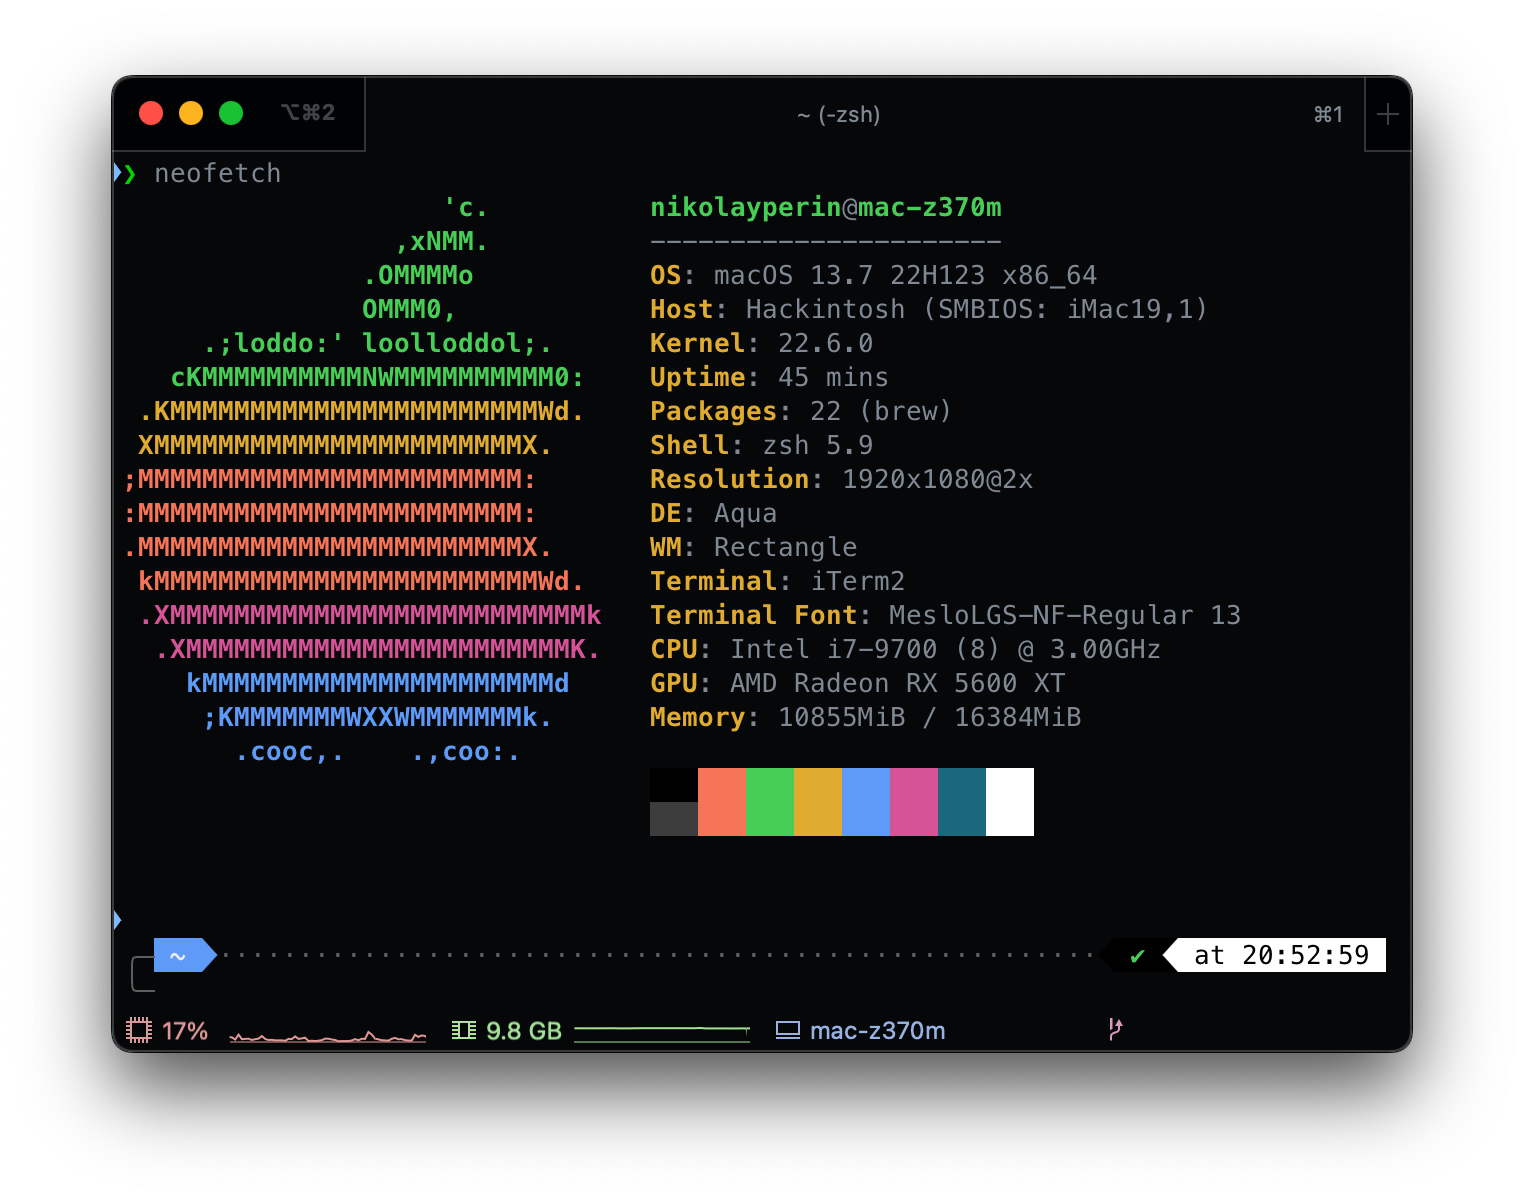 ⌥⌘2 ~ (-zsh) ⌘1 +
❯ neofetch
'c. nikolayperin@mac-z370m
,xNMM. ----------------------
.OMMMMo OS: macOS 13.7 22H123 x86_64
OMMM0, Host: Hackintosh (SMBIOS: iMac19,1)
.;loddo:' loolloddol;. Kernel: 22.6.0
cKMMMMMMMMMMNWMMMMMMMMMM0: Uptime: 45 mins
.KMMMMMMMMMMMMMMMMMMMMMMMWd. Packages: 22 (brew)
XMMMMMMMMMMMMMMMMMMMMMMMX. Shell: zsh 5.9
;MMMMMMMMMMMMMMMMMMMMMMMM: Resolution: 1920x1080@2x
:MMMMMMMMMMMMMMMMMMMMMMMM: DE: Aqua
.MMMMMMMMMMMMMMMMMMMMMMMMX. WM: Rectangle
kMMMMMMMMMMMMMMMMMMMMMMMMWd. Terminal: iTerm2
.XMMMMMMMMMMMMMMMMMMMMMMMMMMk Terminal Font: MesloLGS-NF-Regular 13
.XMMMMMMMMMMMMMMMMMMMMMMMMK. CPU: Intel i7-9700 (8) @ 3.00GHz
kMMMMMMMMMMMMMMMMMMMMMMd GPU: AMD Radeon RX 5600 XT
;KMMMMMMMWXXWMMMMMMMk. Memory: 10855MiB / 16384MiB
.cooc,. .,coo:.
~ ✔ at 20:52:59
17% 9.8 GB mac-z370m